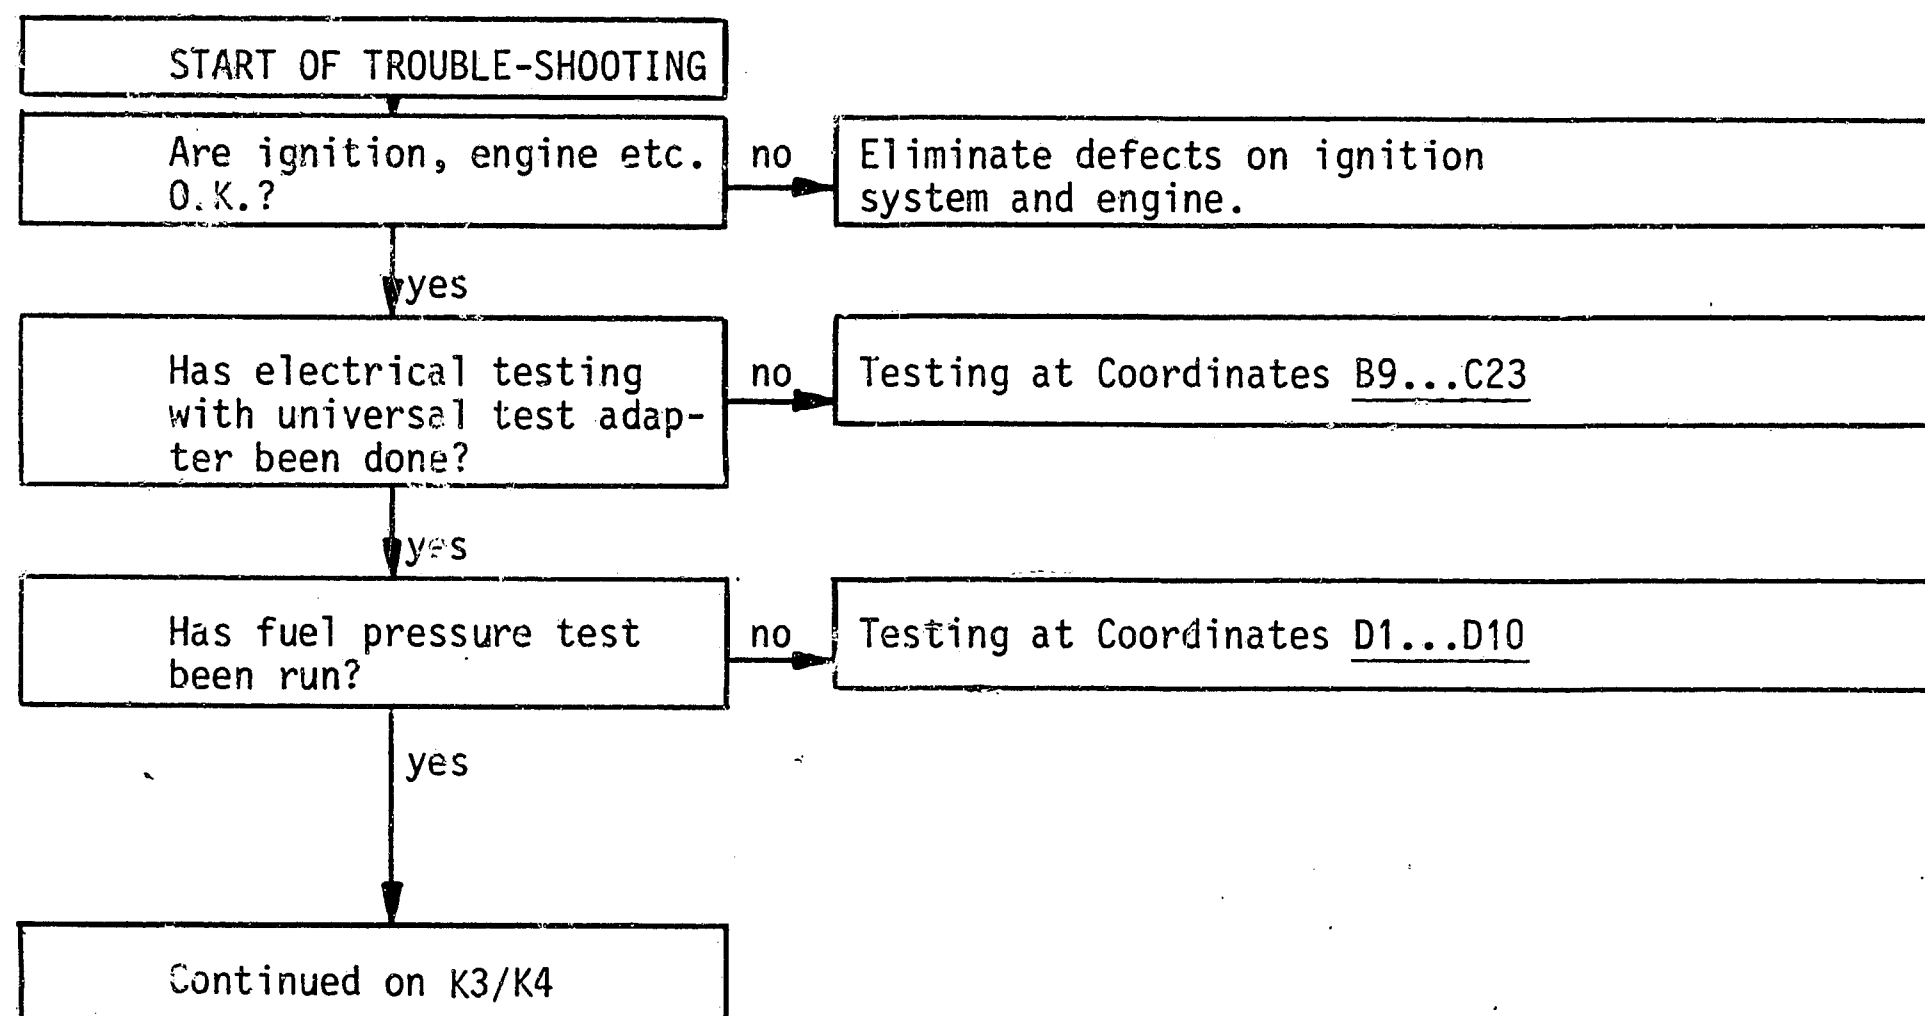 START OF TROUBLE-SHOOTING
Are ignition, engine etc.
O.K.?
no
Eliminate defects on ignition
system and engine.
yes
Has electrical testing
with universal test adap-
ter been done?
no
Testing at Coordinates B9...C23
yes
Has fuel pressure test
been run?
no
Testing at Coordinates D1...D10
yes
Continued on K3/K4